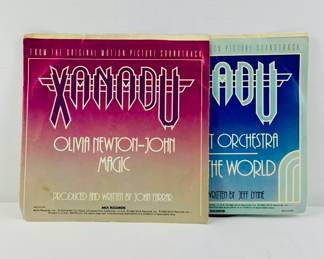 FROM THE ORIGINAL MOTION PICTURE SOUNDTRACK
XANADU
OLIVIA NEWTON-JOHN
MAGIC
PRODUCED AND WRITTEN BY JOHN FARRAR
MCA RECORDS
MOTION PICTURE SOUNDTRACK
ADU
T ORCHESTRA
THE WORLD
WRITTEN BY JEFF LYNNE